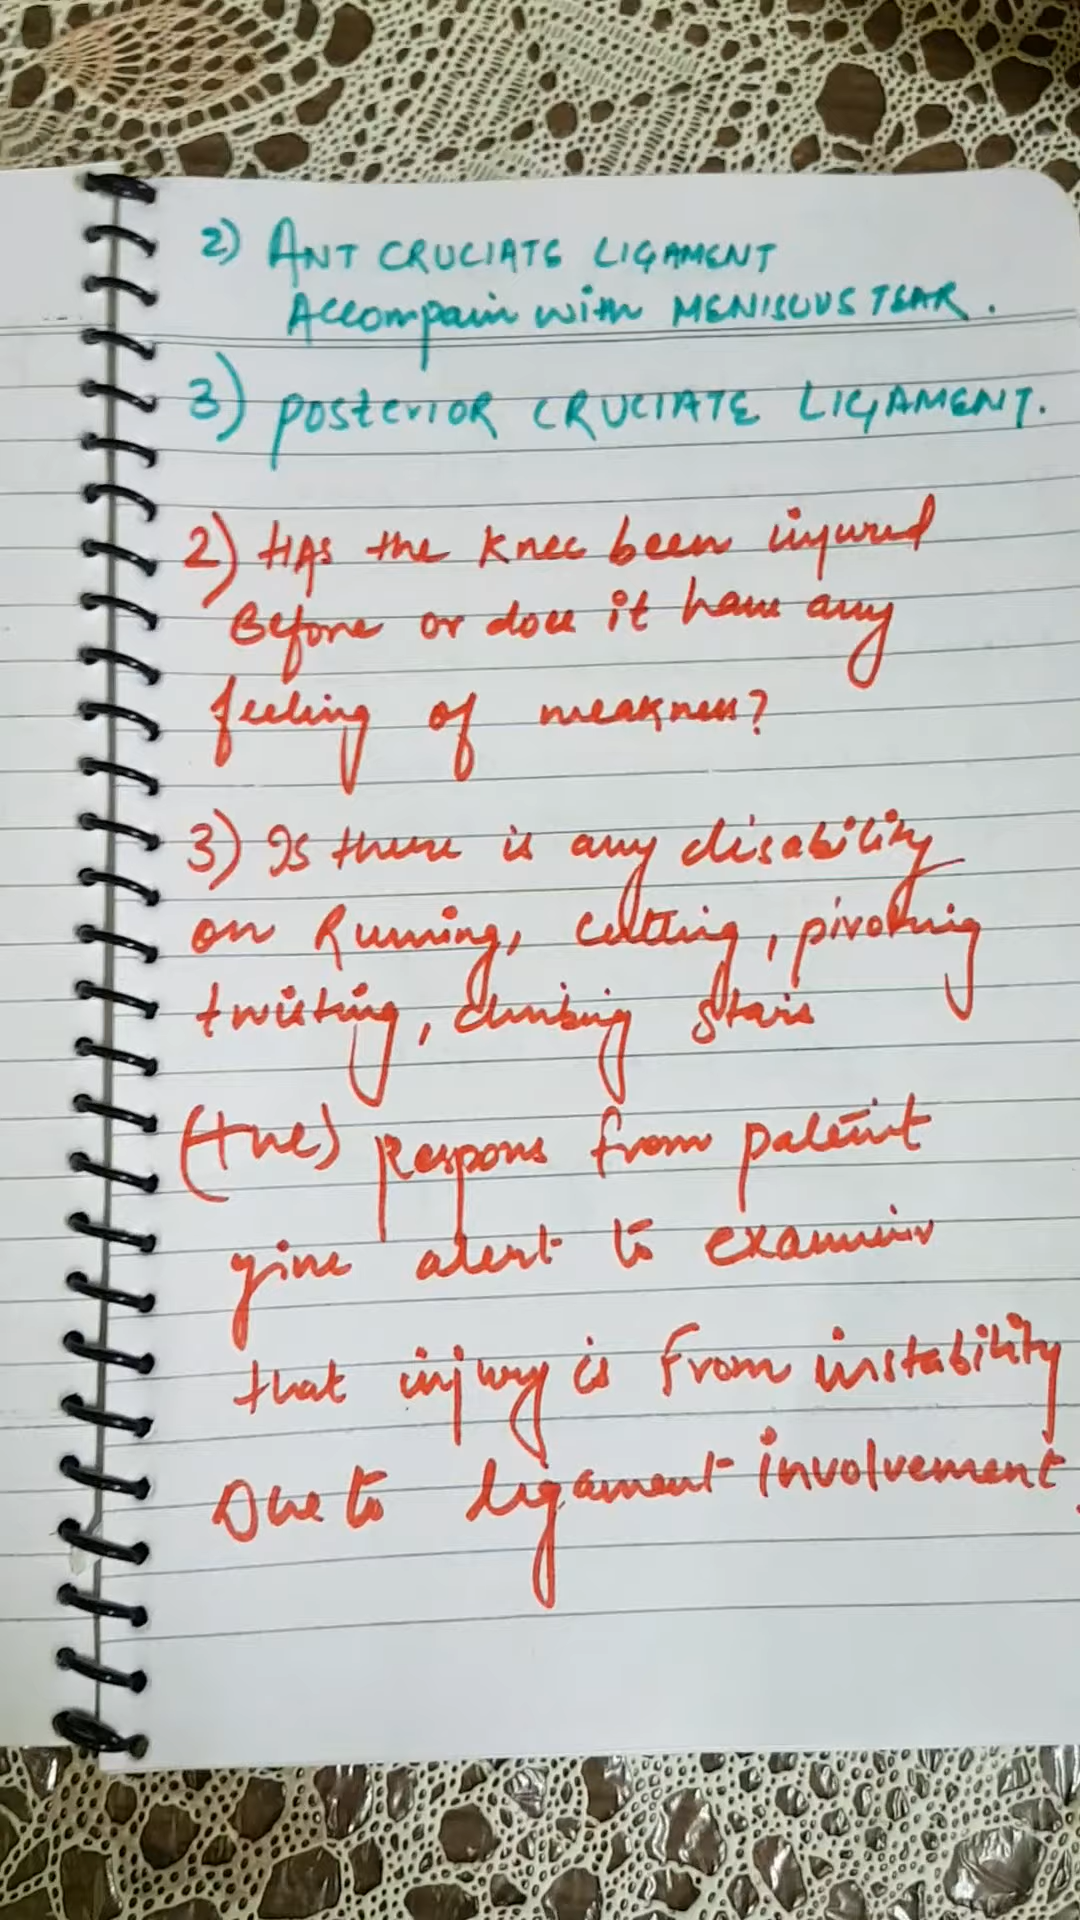 2) ANT CRUCIATE LIGAMENT
Accompain with MENISCUS TEAR.
3) POSterIOR CRUCIATE LIGAMENT.
2) HAs the Knee been injured
Before or does it have any
feeling of weakness?
3) Is there is any disability
on Running, cutting, pivoting
twisting, climbing stairs
(+ve) Respons from patient
give alert to examiner
that injury is from instability
Due to ligament involvement.